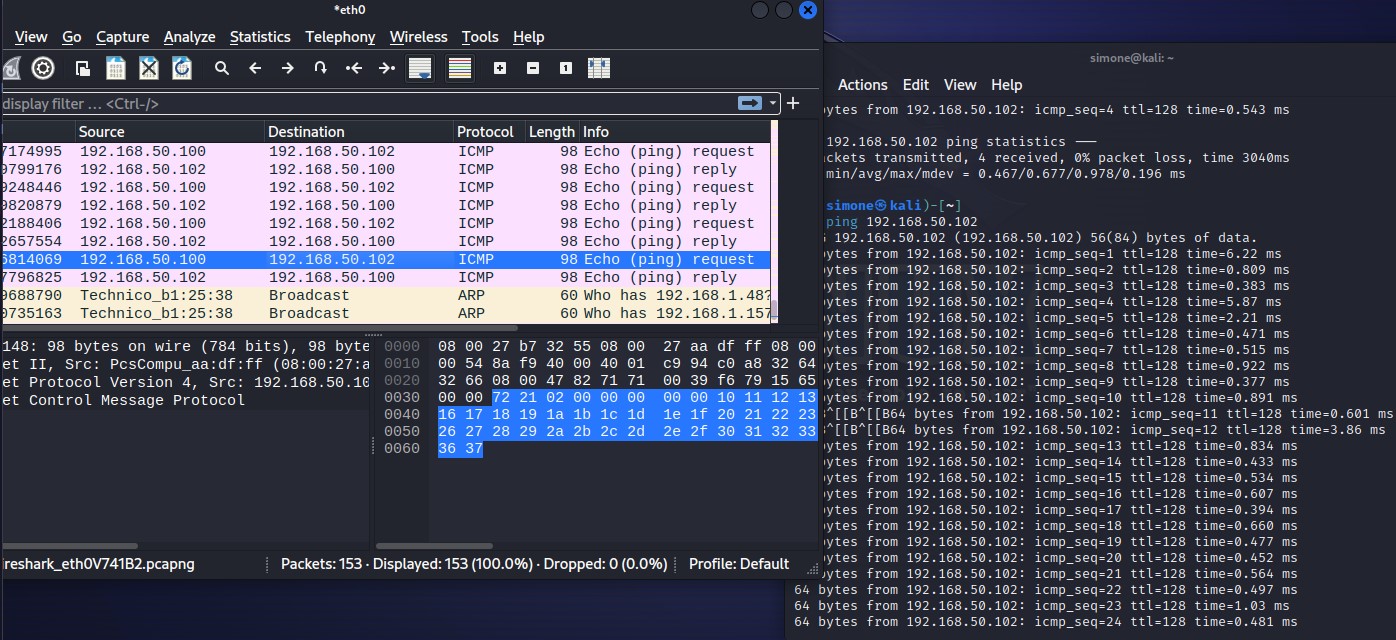 *eth0
View Go Capture Analyze Statistics Telephony Wireless Tools Help
display filter ... <Ctrl-/>
Source Destination Protocol Length Info
7174995 192.168.50.100 192.168.50.102 ICMP 98 Echo (ping) request
9799176 192.168.50.102 192.168.50.100 ICMP 98 Echo (ping) reply
9248446 192.168.50.100 192.168.50.102 ICMP 98 Echo (ping) request
9820879 192.168.50.102 192.168.50.100 ICMP 98 Echo (ping) reply
2188406 192.168.50.100 192.168.50.102 ICMP 98 Echo (ping) request
2657554 192.168.50.102 192.168.50.100 ICMP 98 Echo (ping) reply
6814069 192.168.50.100 192.168.50.102 ICMP 98 Echo (ping) request
7796825 192.168.50.102 192.168.50.100 ICMP 98 Echo (ping) reply
9688790 Technico_b1:25:38 Broadcast ARP 60 Who has 192.168.1.48?
0735163 Technico_b1:25:38 Broadcast ARP 60 Who has 192.168.1.157
148: 98 bytes on wire (784 bits), 98 byte
et II, Src: PcsCompu_aa:df:ff (08:00:27:a
et Protocol Version 4, Src: 192.168.50.10
et Control Message Protocol
0000 08 00 27 b7 32 55 08 00 27 aa df ff 08 00
0010 00 54 8a f9 40 00 40 01 c9 94 c0 a8 32 64
0020 32 66 08 00 47 82 71 71 00 39 f6 79 15 65
0030 00 00 72 21 02 00 00 00 00 00 10 11 12 13
0040 16 17 18 19 1a 1b 1c 1d 1e 1f 20 21 22 23
0050 26 27 28 29 2a 2b 2c 2d 2e 2f 30 31 32 33
0060 36 37
ireshark_eth0V741B2.pcapng Packets: 153 · Displayed: 153 (100.0%) · Dropped: 0 (0.0%) Profile: Default
simone@kali: ~
Actions Edit View Help
ytes from 192.168.50.102: icmp_seq=4 ttl=128 time=0.543 ms
192.168.50.102 ping statistics ---
ckets transmitted, 4 received, 0% packet loss, time 3040ms
min/avg/max/mdev = 0.467/0.677/0.978/0.196 ms
simone㉿kali)-[~]
ping 192.168.50.102
192.168.50.102 (192.168.50.102) 56(84) bytes of data.
ytes from 192.168.50.102: icmp_seq=1 ttl=128 time=6.22 ms
ytes from 192.168.50.102: icmp_seq=2 ttl=128 time=0.809 ms
ytes from 192.168.50.102: icmp_seq=3 ttl=128 time=0.383 ms
ytes from 192.168.50.102: icmp_seq=4 ttl=128 time=5.87 ms
ytes from 192.168.50.102: icmp_seq=5 ttl=128 time=2.21 ms
ytes from 192.168.50.102: icmp_seq=6 ttl=128 time=0.471 ms
ytes from 192.168.50.102: icmp_seq=7 ttl=128 time=0.515 ms
ytes from 192.168.50.102: icmp_seq=8 ttl=128 time=0.922 ms
ytes from 192.168.50.102: icmp_seq=9 ttl=128 time=0.377 ms
ytes from 192.168.50.102: icmp_seq=10 ttl=128 time=0.891 ms
^[[B^[[B64 bytes from 192.168.50.102: icmp_seq=11 ttl=128 time=0.601 ms
^[[B^[[B64 bytes from 192.168.50.102: icmp_seq=12 ttl=128 time=3.86 ms
ytes from 192.168.50.102: icmp_seq=13 ttl=128 time=0.834 ms
ytes from 192.168.50.102: icmp_seq=14 ttl=128 time=0.433 ms
ytes from 192.168.50.102: icmp_seq=15 ttl=128 time=0.534 ms
ytes from 192.168.50.102: icmp_seq=16 ttl=128 time=0.607 ms
ytes from 192.168.50.102: icmp_seq=17 ttl=128 time=0.394 ms
ytes from 192.168.50.102: icmp_seq=18 ttl=128 time=0.660 ms
ytes from 192.168.50.102: icmp_seq=19 ttl=128 time=0.477 ms
ytes from 192.168.50.102: icmp_seq=20 ttl=128 time=0.452 ms
ytes from 192.168.50.102: icmp_seq=21 ttl=128 time=0.564 ms
64 bytes from 192.168.50.102: icmp_seq=22 ttl=128 time=0.497 ms
64 bytes from 192.168.50.102: icmp_seq=23 ttl=128 time=1.03 ms
64 bytes from 192.168.50.102: icmp_seq=24 ttl=128 time=0.481 ms